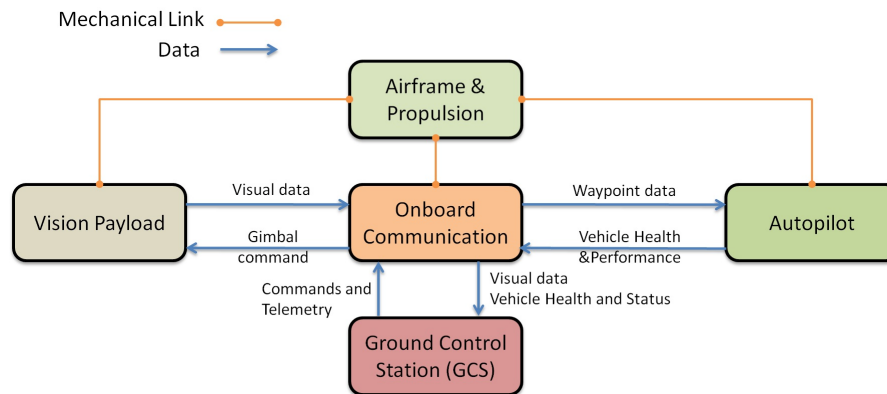 Mechanical Link
Data
Airframe &
Propulsion
Visual data
Waypoint data
Vision Payload
Onboard
Communication
Autopilot
Gimbal
command
Vehicle Health
&Performance
Commands and
Telemetry
Visual data
Vehicle Health and Status
Ground Control
Station (GCS)